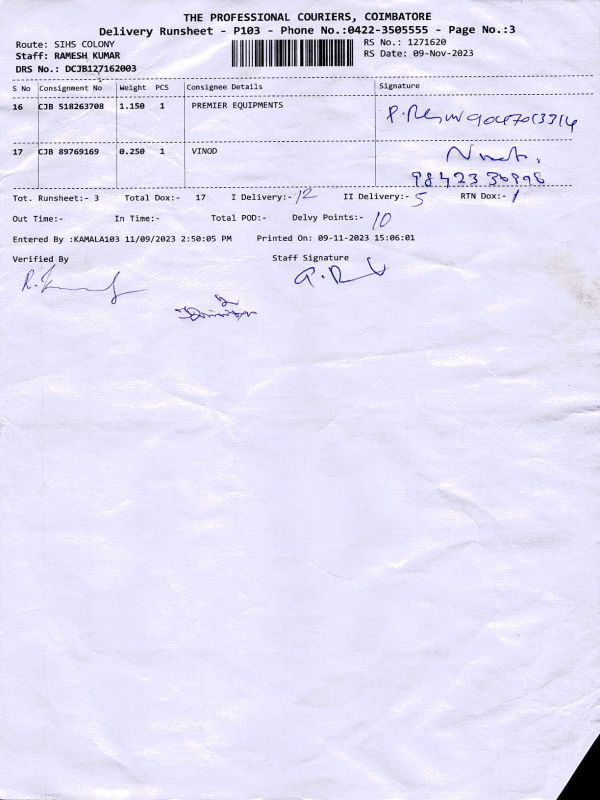 THE PROFESSIONAL COURIERS, COIMBATORE
Delivery Runsheet - P103 - Phone No.:0422-3505555 - Page No.:3
Route: SIHS COLONY RS No.: 1271620
Staff: RAMESH KUMAR RS Date: 09-Nov-2023
DRS No.: DCJB127162003
S No Consignment No Weight PCS Consignee Details Signature
16 CJB 518263708 1.150 1 PREMIER EQUIPMENTS
17 CJB 89769169 0.250 1 VINOD
Tot. Runsheet:- 3 Total Dox:- 17 I Delivery:- 12 II Delivery:- 5 RTN Dox:- 1
Out Time:- In Time:- Total POD:- Delvy Points:- 10
Entered By :KAMALA103 11/09/2023 2:50:05 PM Printed On: 09-11-2023 15:06:01
Verified By Staff Signature